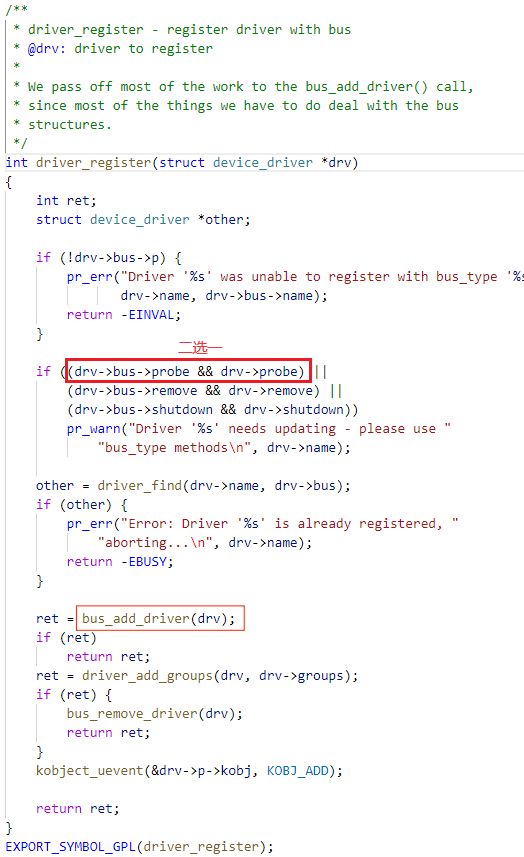 /**
 * driver_register - register driver with bus
 * @drv: driver to register
 *
 * We pass off most of the work to the bus_add_driver() call,
 * since most of the things we have to do deal with the bus
 * structures.
 */
int driver_register(struct device_driver *drv)
{
    int ret;
    struct device_driver *other;

    if (!drv->bus->p) {
        pr_err("Driver '%s' was unable to register with bus_type '%s
               drv->name, drv->bus->name);
        return -EINVAL;
    }
二选一
    if ((drv->bus->probe && drv->probe) ||
        (drv->bus->remove && drv->remove) ||
        (drv->bus->shutdown && drv->shutdown))
        pr_warn("Driver '%s' needs updating - please use "
            "bus_type methods\n", drv->name);

    other = driver_find(drv->name, drv->bus);
    if (other) {
        pr_err("Error: Driver '%s' is already registered, "
            "aborting...\n", drv->name);
        return -EBUSY;
    }

    ret = bus_add_driver(drv);
    if (ret)
        return ret;
    ret = driver_add_groups(drv, drv->groups);
    if (ret) {
        bus_remove_driver(drv);
        return ret;
    }
    kobject_uevent(&drv->p->kobj, KOBJ_ADD);

    return ret;
}
EXPORT_SYMBOL_GPL(driver_register);